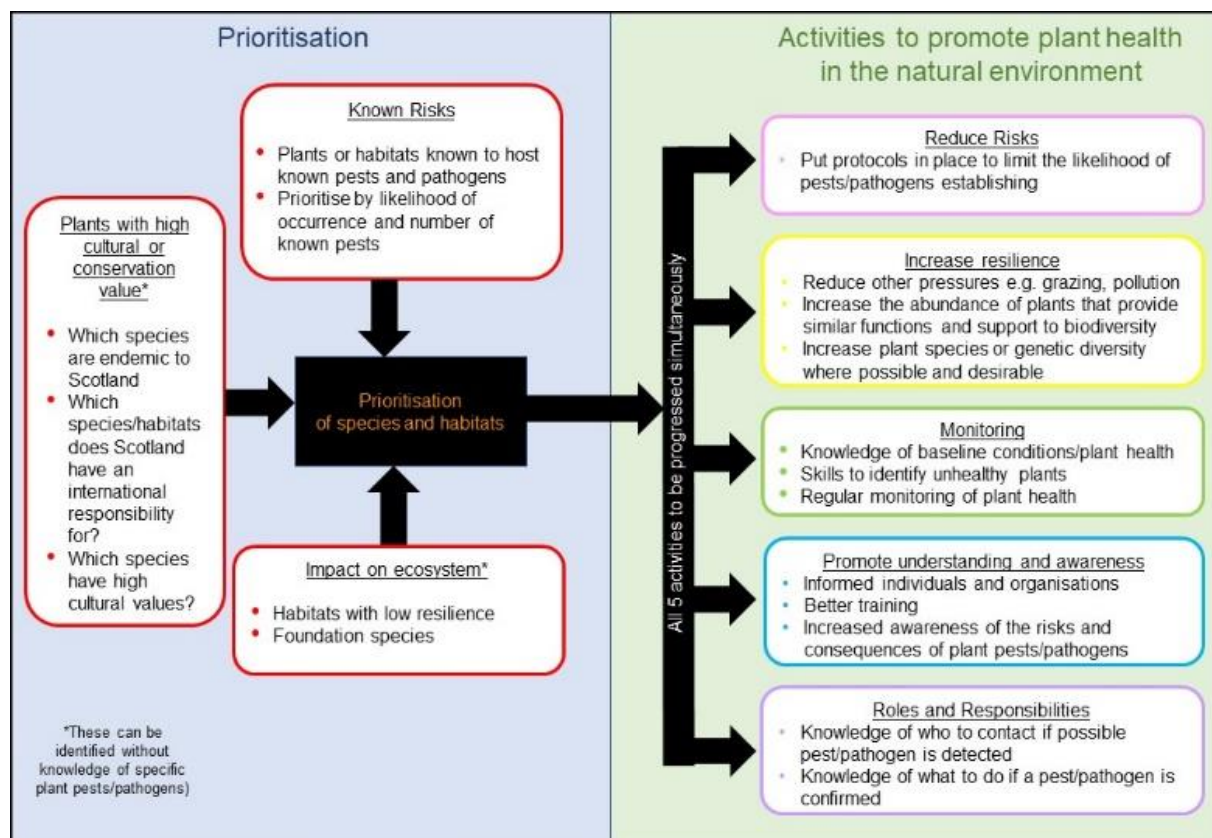 Prioritisation
Known Risks
Plants or habitats known to host
known pests and pathogens
Prioritise by likelihood of
occurrence and number of
known pests
Plants with high
cultural or
conservation
value*
Which species
are endemic to
Scotland
Which
species/habitats
does Scotland
have an
international
responsibility
for?
Which species
have high
cultural values?
Prioritisation
of species and habitats
Impact on ecosystem*
Habitats with low resilience
Foundation species
*These can be
identified without
knowledge of specific
plant pests/pathogens)
All 5 activities to be progressed simultaneously
Activities to promote plant health
in the natural environment
Reduce Risks
Put protocols in place to limit the likelihood of
pests/pathogens establishing
Increase resilience
Reduce other pressures e.g. grazing, pollution
Increase the abundance of plants that provide
similar functions and support to biodiversity
Increase plant species or genetic diversity
where possible and desirable
Monitoring
Knowledge of baseline conditions/plant health
Skills to identify unhealthy plants
Regular monitoring of plant health
Promote understanding and awareness
Informed individuals and organisations
Better training
Increased awareness of the risks and
consequences of plant pests/pathogens
Roles and Responsibilities
Knowledge of who to contact if possible
pest/pathogen is detected
Knowledge of what to do if a pest/pathogen is
confirmed